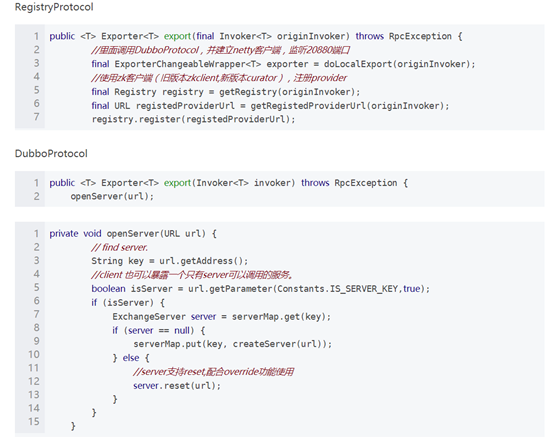 RegistryProtocol
1 public <T> Exporter<T> export(final Invoker<T> originInvoker) throws RpcException {
2 //里面调用DubboProtocol，并建立netty客户端，监听20880端口
3 final ExporterChangeableWrapper<T> exporter = doLocalExport(originInvoker);
4 //使用zk客户端（旧版本zkclient,新版本curator），注册provider
5 final Registry registry = getRegistry(originInvoker);
6 final URL registedProviderUrl = getRegistedProviderUrl(originInvoker);
7 registry.register(registedProviderUrl);
DubboProtocol
1 public <T> Exporter<T> export(Invoker<T> invoker) throws RpcException {
2 openServer(url);
1 private void openServer(URL url) {
2 // find server.
3 String key = url.getAddress();
4 //client 也可以暴露一个只有server可以调用的服务。
5 boolean isServer = url.getParameter(Constants.IS_SERVER_KEY,true);
6 if (isServer) {
7 ExchangeServer server = serverMap.get(key);
8 if (server == null) {
9 serverMap.put(key, createServer(url));
10 } else {
11 //server支持reset,配合override功能使用
12 server.reset(url);
13 }
14 }
15 }